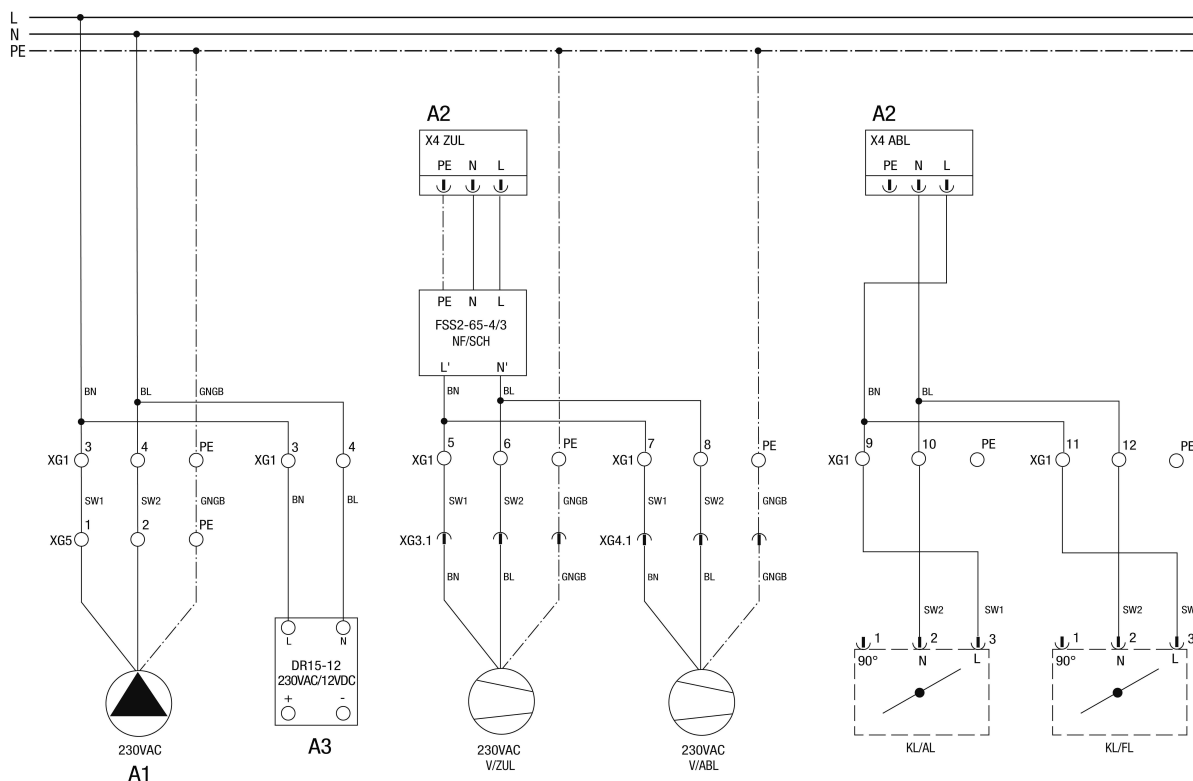 L
N
PE
A2
A2
X4 ZUL
X4 ABL
PE N L
PE N L
PE N L
FSS2-65-4/3
NF/SCH
L' N'
BN BL GNGB BN BL BN BL
3 4 PE 3 4 5 6 PE 7 8 PE 9 10 PE 11 12 PE
XG1 XG1 XG1 XG1 XG1 XG1
SW1 SW2 GNGB BN BL SW1 SW2 GNGB SW1 SW2 GNGB
1 2 PE
XG5 XG3.1 XG4.1
BN BL GNGB BN BL GNGB
SW2 SW1 SW2 SW
1 2 3 1 2 3
L N
90° N L 90° N L
DR15-12
230VAC/12VDC
+ -
230VAC
A1
A3
230VAC
V/ZUL
230VAC
V/ABL
KL/AL
KL/FL